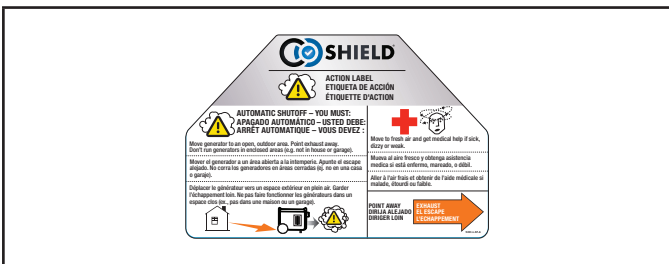 CO SHIELD®
ACTION LABEL
ETIQUETA DE ACCIÓN
ÉTIQUETTE D'ACTION
AUTOMATIC SHUTOFF – YOU MUST:
APAGADO AUTOMÁTICO – USTED DEBE:
ARRÊT AUTOMATIQUE – VOUS DEVEZ :
Move generator to an open, outdoor area. Point exhaust away.
Don't run generators in enclosed areas (e.g. not in house or garage).
Mover el generador a un área abierta a la intemperie. Apunte el escape
alejado. No corra los generadores en áreas cerradas (ej. no en una casa
o garaje).
Déplacer le générateur vers un espace extérieur en plein air. Garder
l'échappement loin. Ne pas faire fonctionner les générateurs dans un
espace clos (ex., pas dans une maison ou un garage).
Move to fresh air and get medical help if sick,
dizzy or weak.
Mueva al aire fresco y obtenga asistencia
medica si está enfermo, mareado, o débil.
Aller à l'air frais et obtenir de l'aide médicale si
malade, étourdi ou faible.
POINT AWAY
DIRIJA ALEJADO
DIRIGER LOIN
EXHAUST
EL ESCAPE
L'ÉCHAPPEMENT